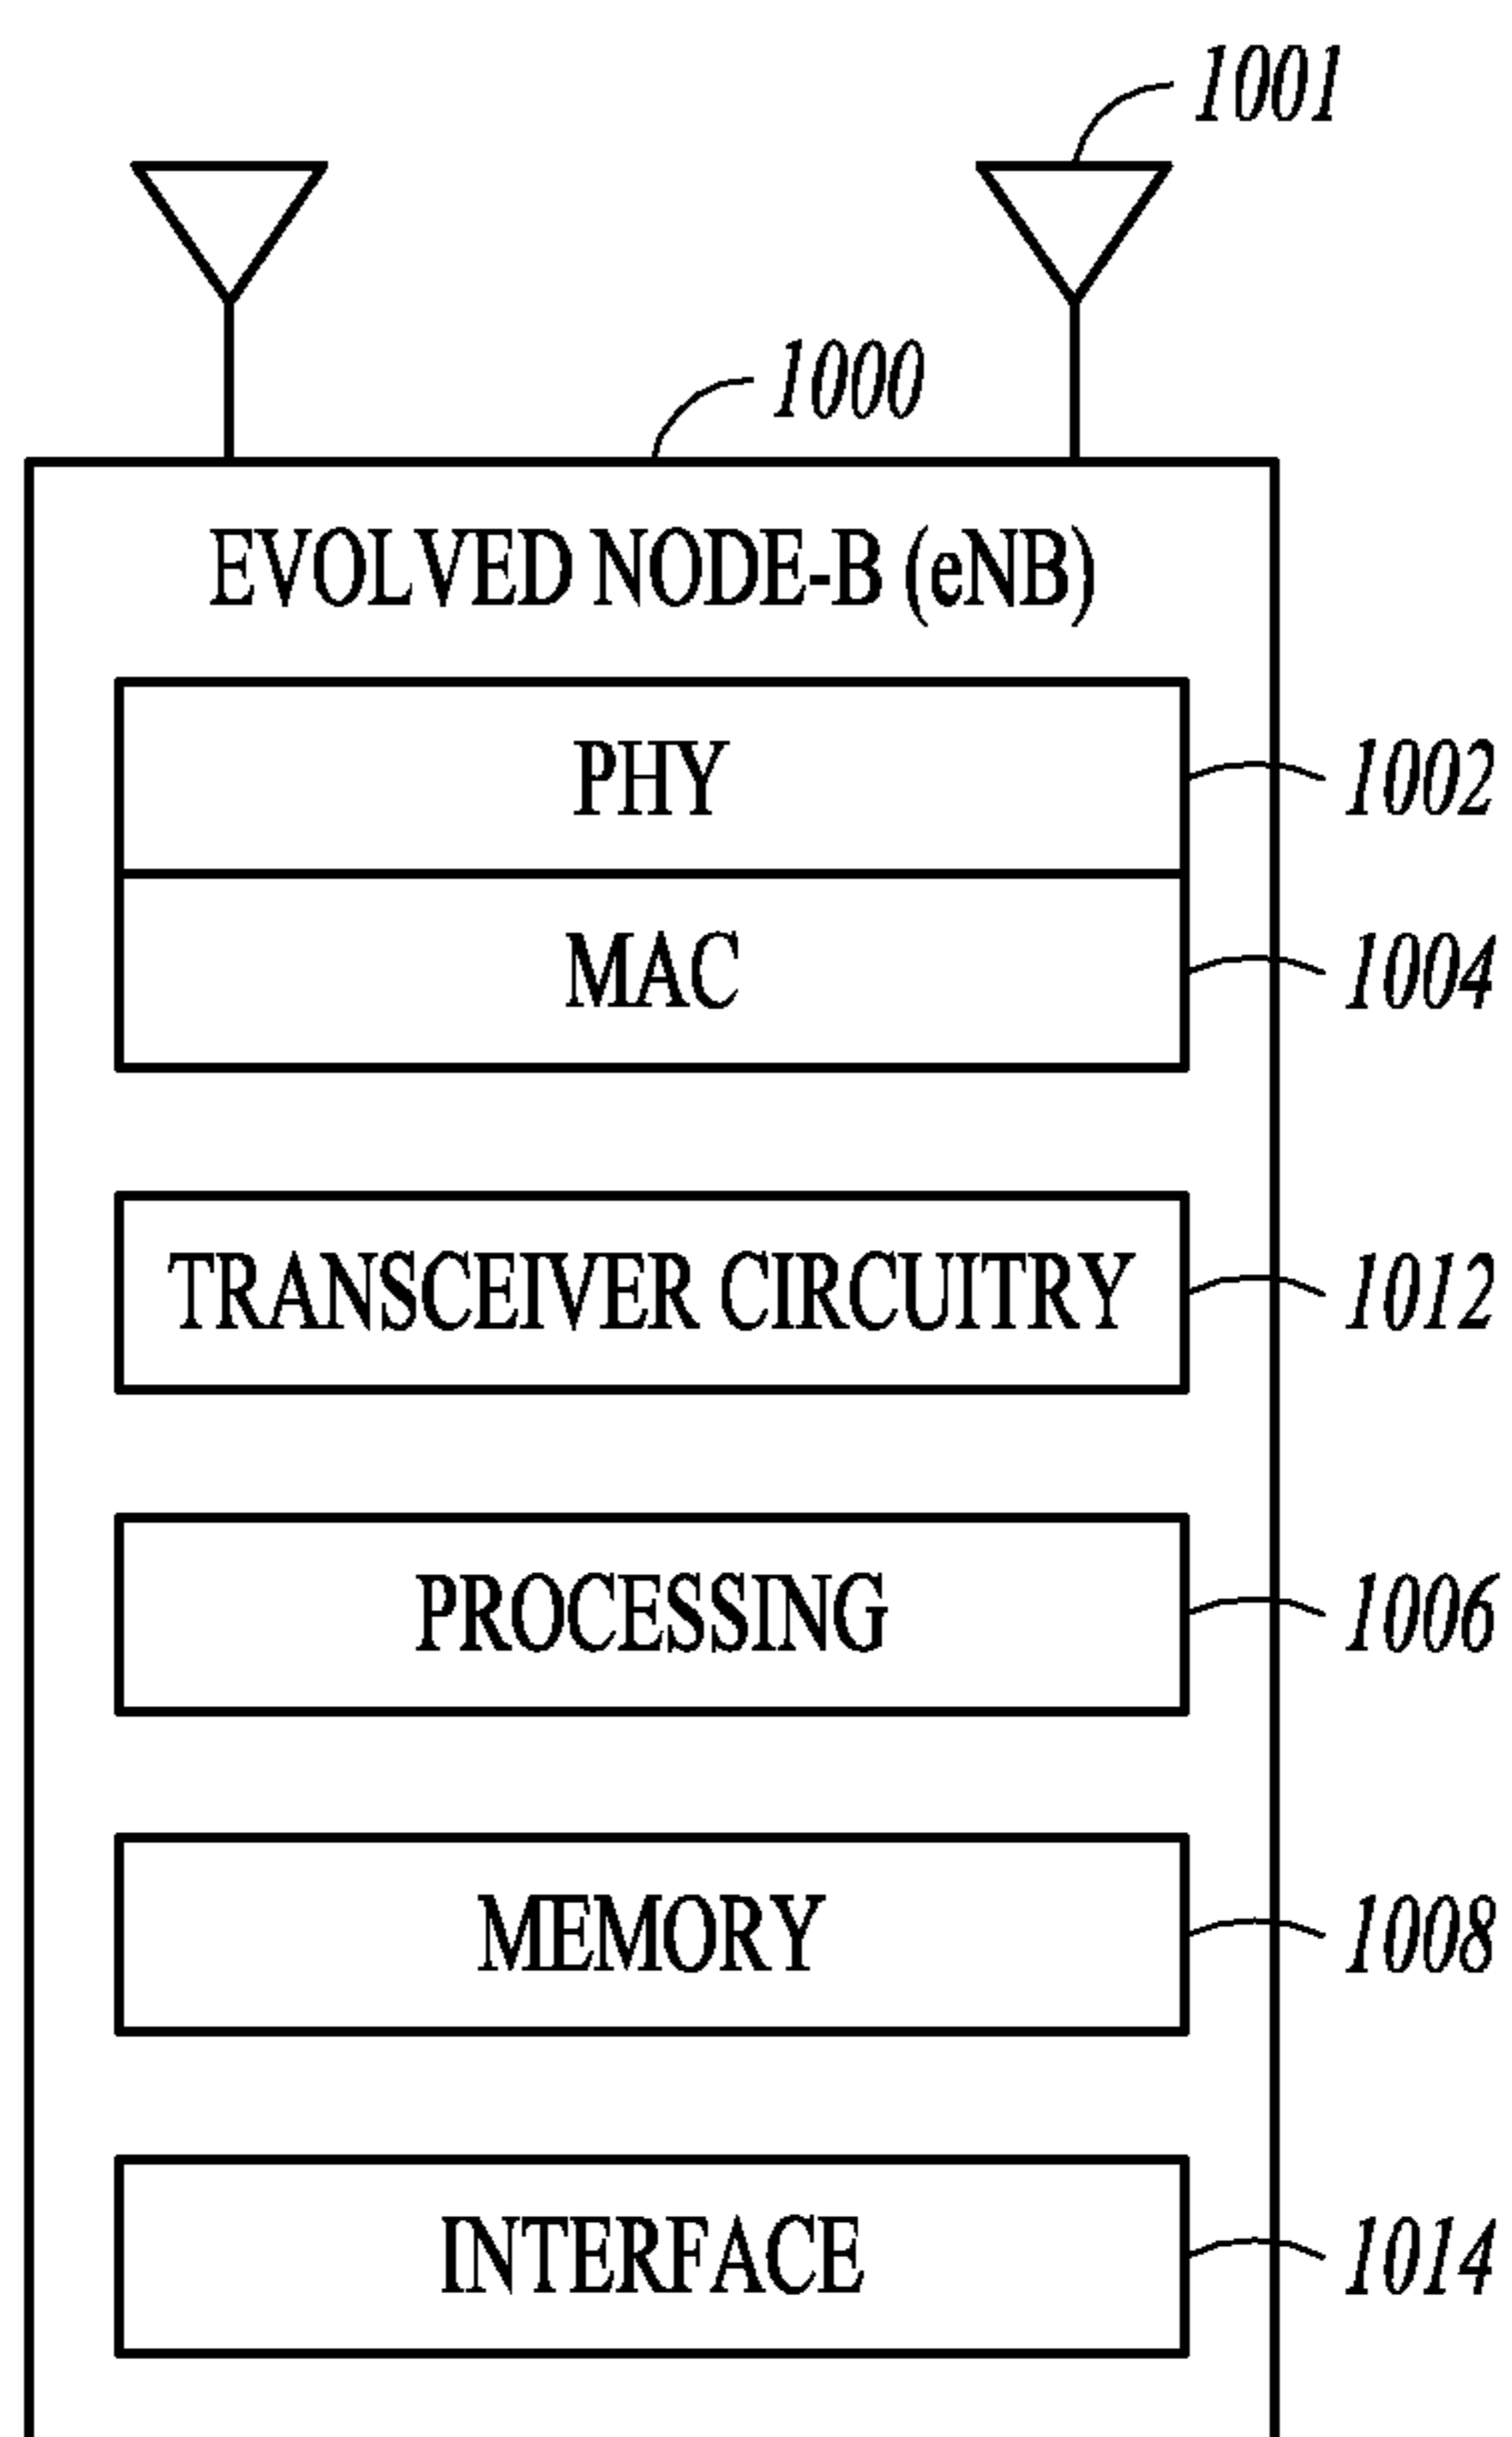 1001
1000
EVOLVED NODE-B (eNB)
PHY
1002
MAC
1004
TRANSCEIVER CIRCUITRY
1012
PROCESSING
1006
MEMORY
1008
INTERFACE
1014